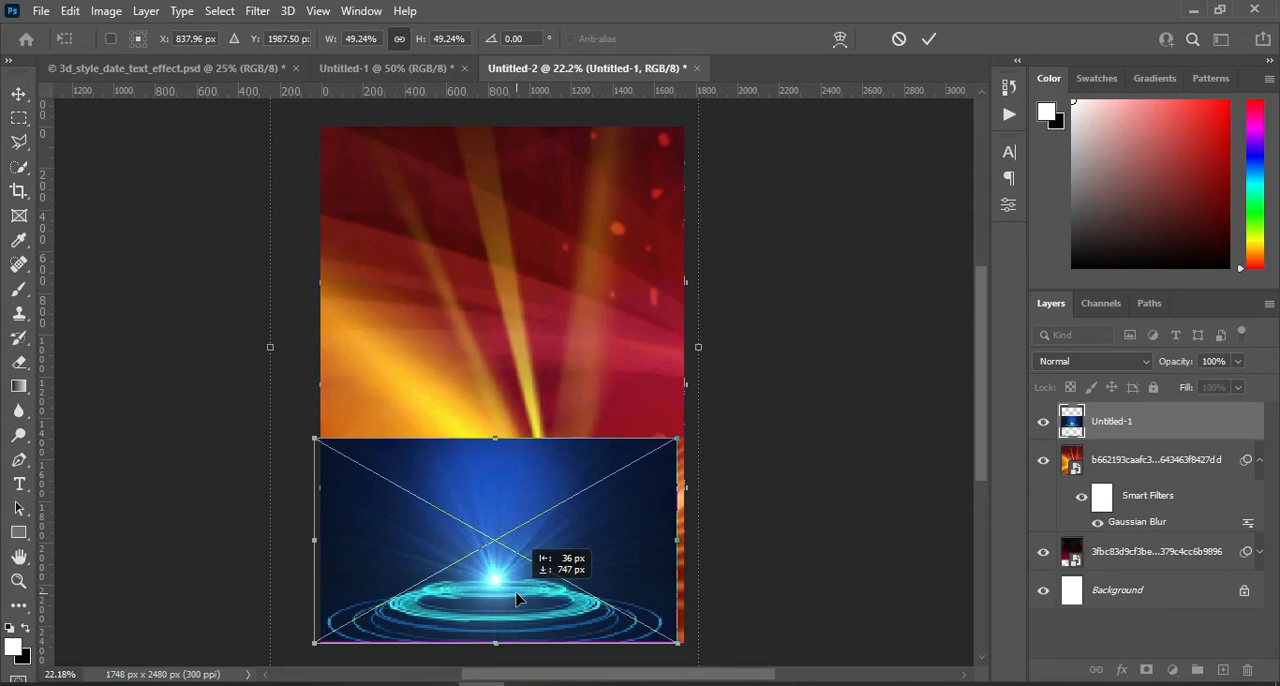 Ps File Edit Image Layer Type Select Filter 3D View Window Help
X: 837.96 px Y: 1987.50 px W: 49.24% H: 49.24% 0.00 ° Anti-alias
© 3d_style_date_text_effect.psd @ 25% (RGB/8) * × Untitled-1 @ 50% (RGB/8) * × Untitled-2 @ 22.2% (Untitled-1, RGB/8) * ×
1200 1000 800 600 400 200 0 200 400 600 800 1000 1200 1400 1600 1800 2000 2200 2400 2600 2800 3000
Color Swatches Gradients Patterns
Layers Channels Paths
Kind
Normal Opacity: 100%
Lock: Fill: 100%
Untitled-1
b662193caafc3...643463f8427dd
Smart Filters
Gaussian Blur
3fbc83d9cf3be...379c4cc6b9896
Background
36 px
747 px
22.18% 1748 px x 2480 px (300 ppi)